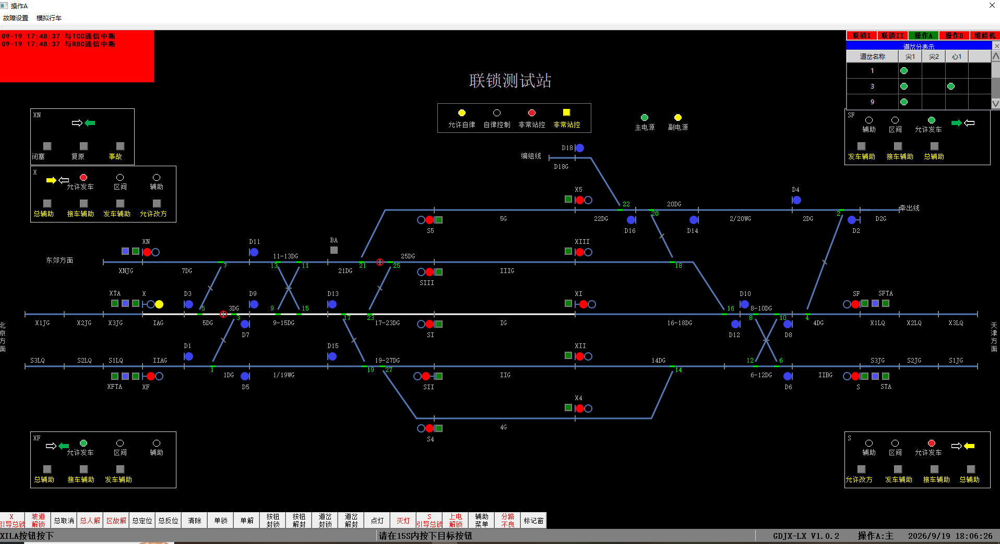 操作A
故障设置 模拟行车
09-19 17:48:37 与TCC通信中断
09-19 17:48:37 与RBC通信中断
联锁I 联锁II 操作A 操作B 维修机
道岔分表示
道岔名称 尖1 尖2 心1
1
3
9
联锁测试站
允许自律 自律控制 非常站控 非常站控
主电源 副电源
XN
闭塞 复原 事故
X
允许发车 区间 辅助
总辅助 接车辅助 发车辅助 允许改方
SF
辅助 区间 允许发车
发车辅助 接车辅助 总辅助
D18
编组线
D18G
X5 D4
22 20DG
20 2 牵出线
5G 22DG 2/20WG 2DG D2G
S5 D16 D14 D2
XN D11 BA XIII
东郊方面 11-13DG 25DG
7 13 11 21 25 18
XNJG 7DG 21DG IIIG
SIII
XTA X D3 D9 D13 XI D10 SF SFTA
5 3DG 9 15 16 8-10DG
3 17 23 8 10 4
X1JG X2JG X3JG IAG 5DG 9-15DG 17-23DG IG 16-18DG 4DG X1LQ X2LQ X3LQ
北京方面 天津方面
D7 SI D12 D8
D1 D15 XII
S3LQ S2LQ S1LQ IIAG 19-27DG 14DG 12 6 S3JG S2JG S1JG
1 19 27 14
1DG 1/19WG IIG 6-12DG IIBG
XFTA XF D5 SII D6 S STA
X4
4G
S4
XF
允许发车 区间 辅助
总辅助 接车辅助 发车辅助
S
辅助 区间 允许发车
允许改方 发车辅助 接车辅助 总辅助
X引导总锁 坡道解锁 总取消 总人解 区故解 总定位 总反位 清除 单锁 单解 按钮封锁 按钮解封 道岔封锁 道岔解封 点灯 灭灯 S引导总锁 上电解锁 辅助菜单 分路不良 标记窗
XILA按钮按下 请在15S内按下目标按钮 GDJX-LX V1.0.2 操作A:主 2026/9/19 18:06:26